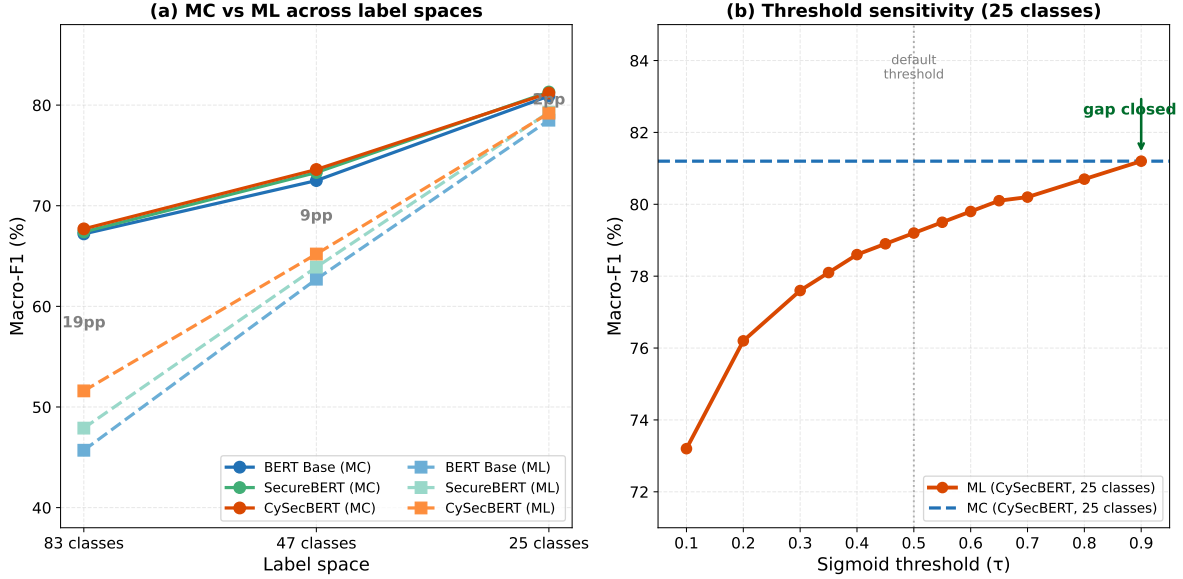 (a) MC vs ML across label spaces
Macro-F1 (%)
80
70
60
50
40
19pp
9pp
2pp
BERT Base (MC)
SecureBERT (MC)
CySecBERT (MC)
BERT Base (ML)
SecureBERT (ML)
CySecBERT (ML)
83 classes
47 classes
25 classes
Label space
(b) Threshold sensitivity (25 classes)
Macro-F1 (%)
84
82
80
78
76
74
72
default
threshold
gap closed
ML (CySecBERT, 25 classes)
MC (CySecBERT, 25 classes)
0.1
0.2
0.3
0.4
0.5
0.6
0.7
0.8
0.9
Sigmoid threshold (τ)